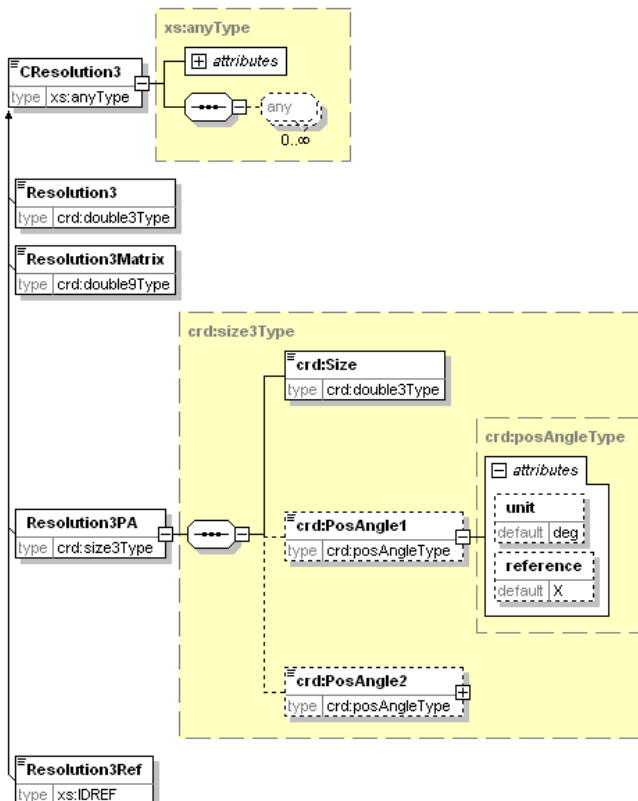 xs:anyType
CResolution3
type xs:anyType
attributes
any
0..∞
Resolution3
type crd:double3Type
Resolution3Matrix
type crd:double9Type
crd:size3Type
crd:Size
type crd:double3Type
crd:posAngleType
attributes
unit
default deg
reference
default X
Resolution3PA
type crd:size3Type
crd:PosAngle1
type crd:posAngleType
crd:PosAngle2
type crd:posAngleType
Resolution3Ref
type xs:IDREF